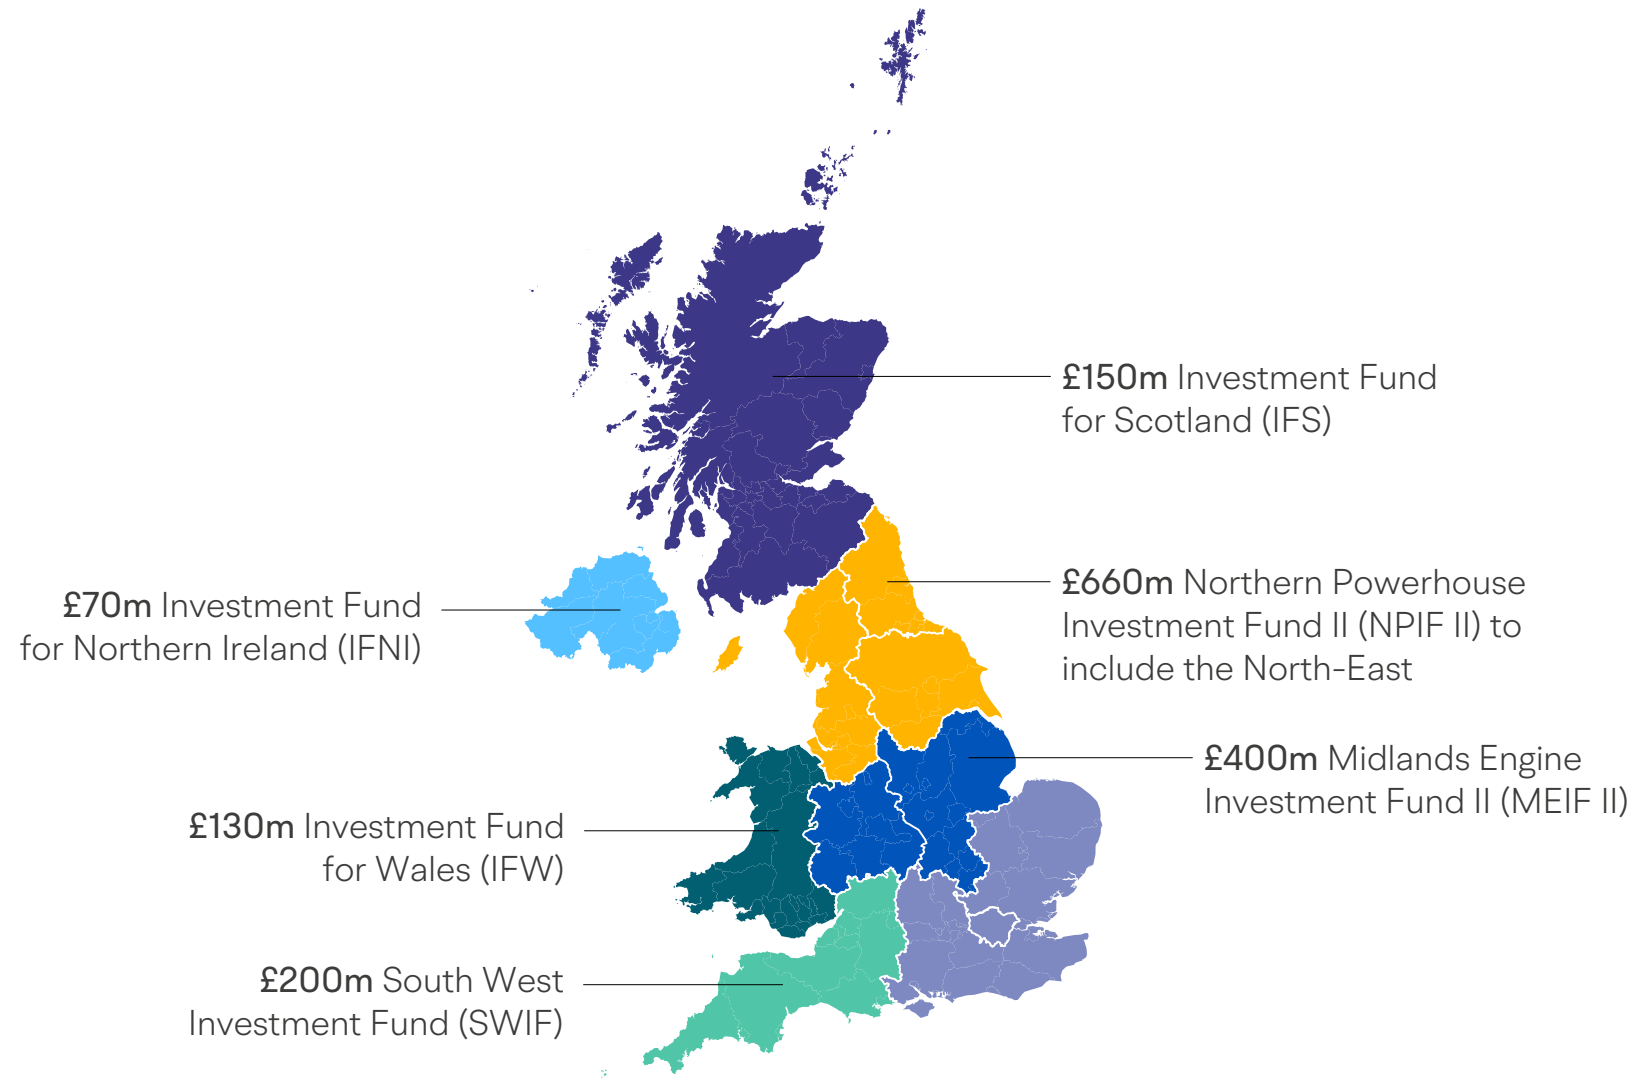 £150m Investment Fund
for Scotland (IFS)
£660m Northern Powerhouse
Investment Fund II (NPIF II) to
include the North-East
£70m Investment Fund
for Northern Ireland (IFNI)
£400m Midlands Engine
Investment Fund II (MEIF II)
£130m Investment Fund
for Wales (IFW)
£200m South West
Investment Fund (SWIF)